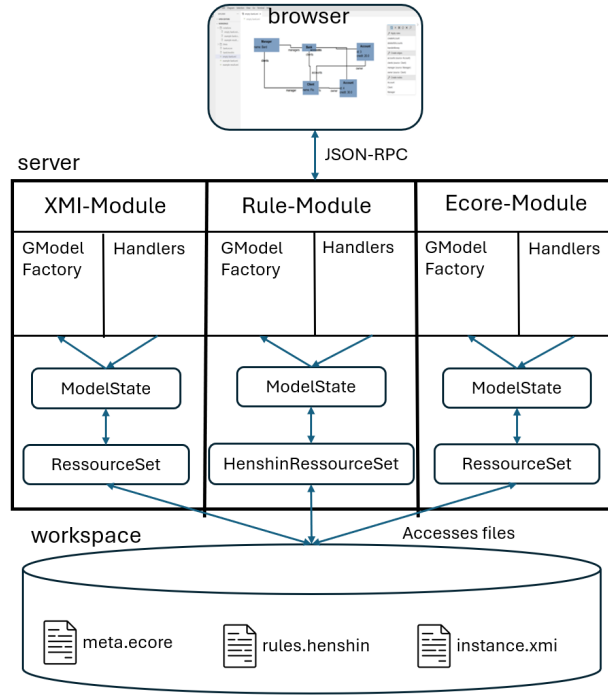 browser
JSON-RPC
server
XMI-Module
Rule-Module
Ecore-Module
GModel
Factory
Handlers
GModel
Factory
Handlers
GModel
Factory
Handlers
ModelState
ModelState
ModelState
RessourceSet
HenshinRessourceSet
RessourceSet
workspace
Accesses files
meta.ecore
rules.henshin
instance.xmi